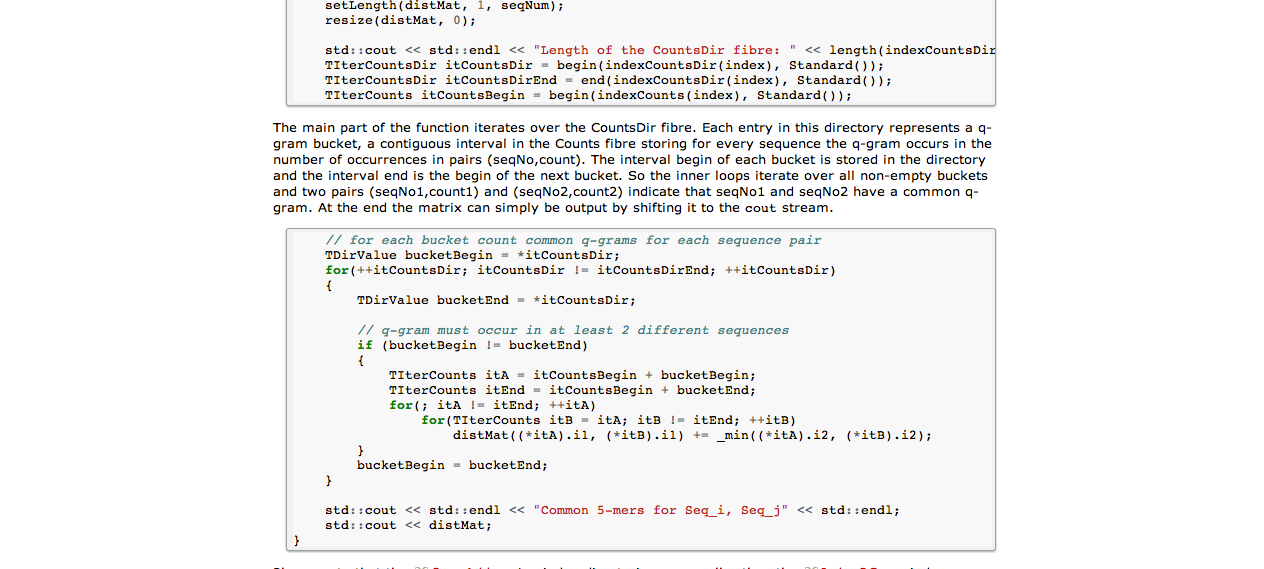 setLength(distMat, 1, seqNum);
resize(distMat, 0);
std::cout << std::endl << "Length of the CountsDir fibre: " << length(indexCountsDir
TIterCountsDir itCountsDir = begin(indexCountsDir(index), Standard());
TIterCountsDir itCountsDirEnd = end(indexCountsDir(index), Standard());
TIterCounts itCountsBegin = begin(indexCounts(index), Standard());
The main part of the function iterates over the CountsDir fibre. Each entry in this directory represents a q-
gram bucket, a contiguous interval in the Counts fibre storing for every sequence the q-gram occurs in the
number of occurrences in pairs (seqNo,count). The interval begin of each bucket is stored in the directory
and the interval end is the begin of the next bucket. So the inner loops iterate over all non-empty buckets
and two pairs (seqNo1,count1) and (seqNo2,count2) indicate that seqNo1 and seqNo2 have a common q-
gram. At the end the matrix can simply be output by shifting it to the cout stream.
// for each bucket count common q-grams for each sequence pair
TDirValue bucketBegin = *itCountsDir;
for(++itCountsDir; itCountsDir != itCountsDirEnd; ++itCountsDir)
{
TDirValue bucketEnd = *itCountsDir;
// q-gram must occur in at least 2 different sequences
if (bucketBegin != bucketEnd)
{
TIterCounts itA = itCountsBegin + bucketBegin;
TIterCounts itEnd = itCountsBegin + bucketEnd;
for(; itA != itEnd; ++itA)
for(TIterCounts itB = itA; itB != itEnd; ++itB)
distMat((*itA).i1, (*itB).i1) += _min((*itA).i2, (*itB).i2);
}
bucketBegin = bucketEnd;
}
std::cout << std::endl << "Common 5-mers for Seq_i, Seq_j" << std::endl;
std::cout << distMat;
}